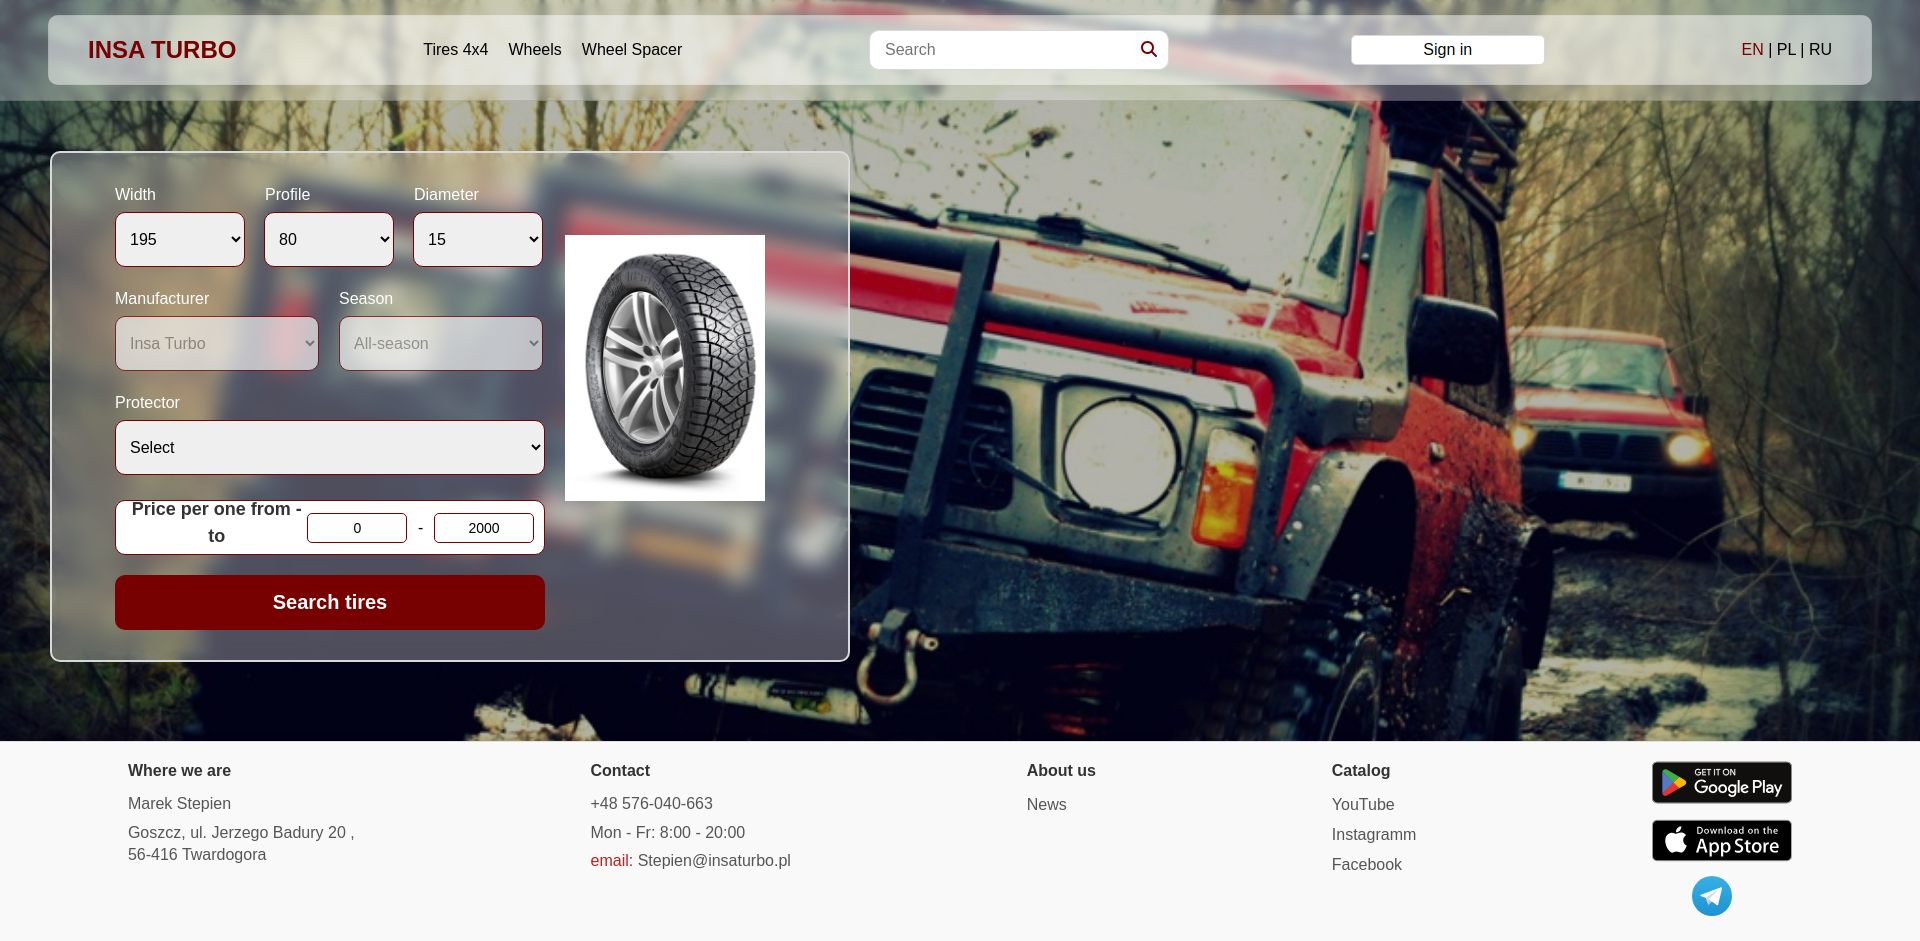 INSA TURBO
Tires 4x4 Wheels Wheel Spacer
Search
Sign in
EN | PL | RU
Width Profile Diameter
195 80 15
Manufacturer Season
Insa Turbo All-season
Protector
Select
Price per one from -
to
0 - 2000
Search tires
Where we are
Marek Stepien
Goszcz, ul. Jerzego Badury 20 ,
56-416 Twardogora
Contact
+48 576-040-663
Mon - Fr: 8:00 - 20:00
email: Stepien@insaturbo.pl
About us
News
Catalog
YouTube
Instagramm
Facebook
GET IT ON
Google Play
Download on the
App Store